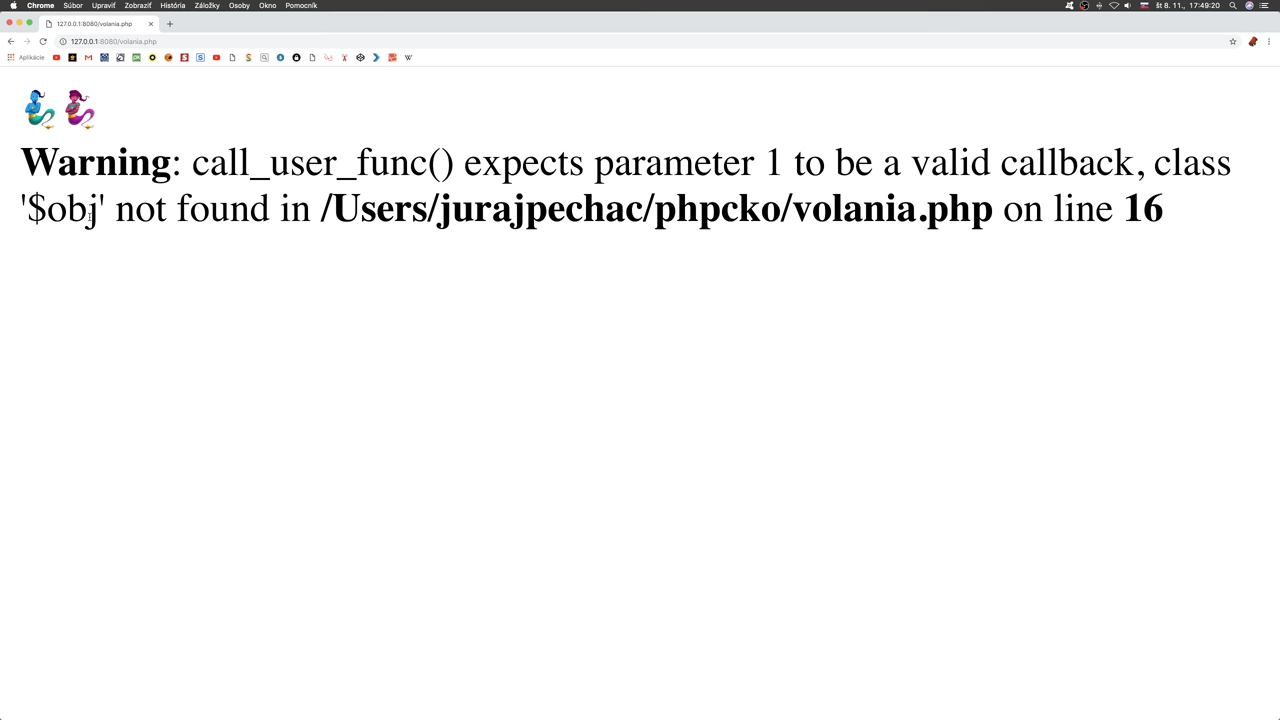 Chrome Súbor Upraviť Zobraziť História Záložky Osoby Okno Pomocník št 8. 11., 17:49:20
127.0.0.1:8080/volania.php
127.0.0.1:8080/volania.php
Aplikácie
Warning: call_user_func() expects parameter 1 to be a valid callback, class
'$obj' not found in /Users/jurajpechac/phpcko/volania.php on line 16